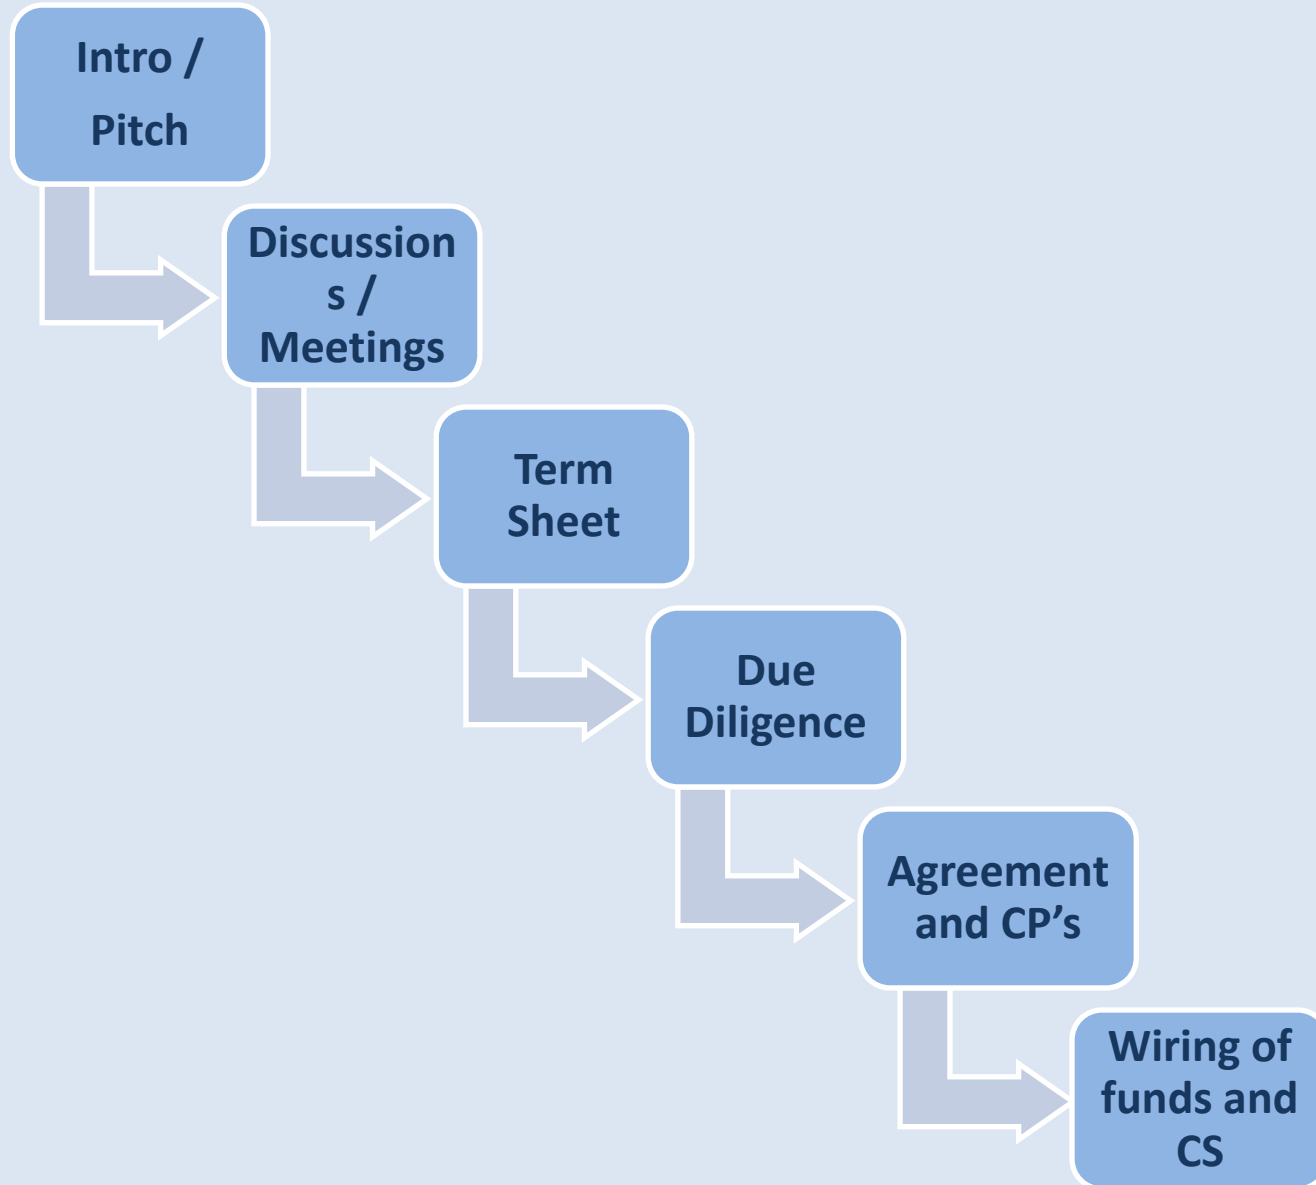 Intro /
Pitch
Discussion
s /
Meetings
Term
Sheet
Due
Diligence
Agreement
and CP’s
Wiring of
funds and
CS